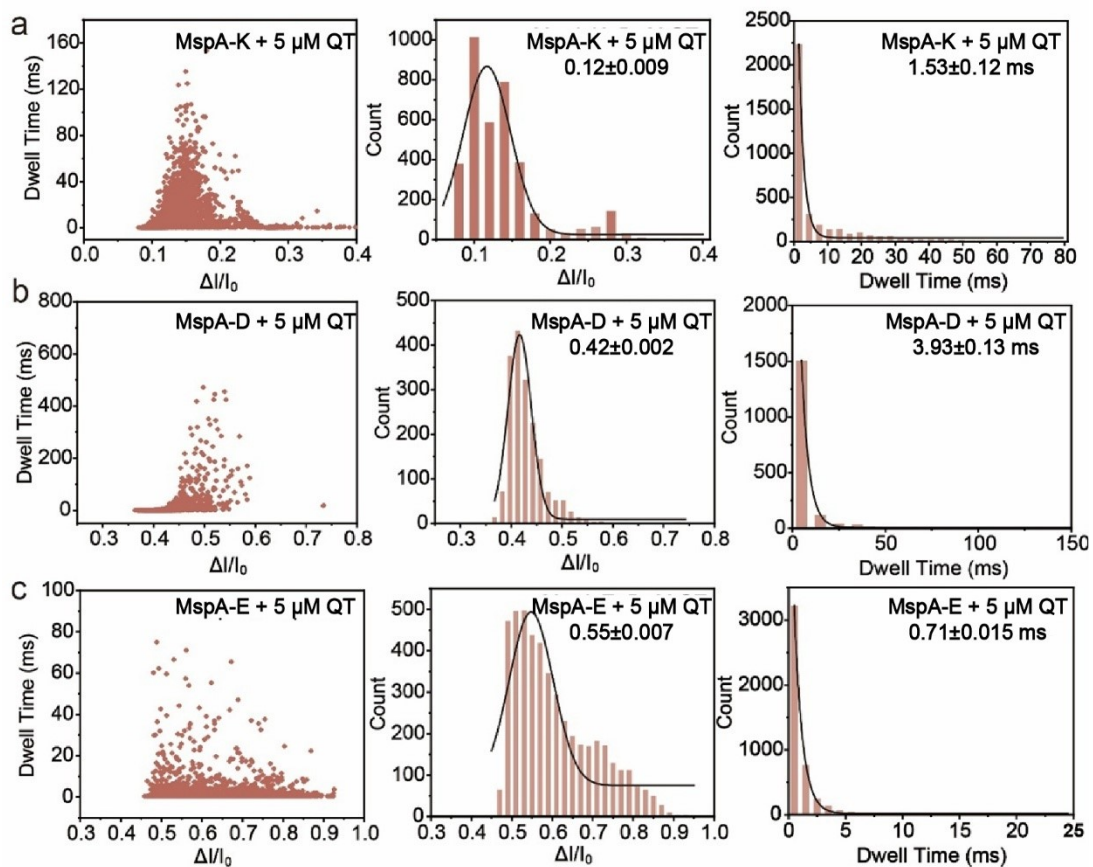 a
MspA-K + 5 μM QT
Dwell Time (ms)
160
120
80
40
0
0.0 0.1 0.2 0.3 0.4
ΔI/I₀
MspA-K + 5 μM QT
0.12±0.009
Count
1000
800
600
400
200
0
0.1 0.2 0.3 0.4
ΔI/I₀
MspA-K + 5 μM QT
1.53±0.12 ms
Count
2500
2000
1500
1000
500
0
0 10 20 30 40 50 60 70 80
Dwell Time (ms)
b
MspA-D + 5 μM QT
Dwell Time (ms)
800
600
400
200
0
0.3 0.4 0.5 0.6 0.7 0.8
ΔI/I₀
MspA-D + 5 μM QT
0.42±0.002
Count
500
400
300
200
100
0
0.3 0.4 0.5 0.6 0.7 0.8
ΔI/I₀
MspA-D + 5 μM QT
3.93±0.13 ms
Count
2000
1500
1000
500
0
0 50 100 150
Dwell Time (ms)
c
MspA-E + 5 μM QT
Dwell Time (ms)
100
80
60
40
20
0
0.3 0.4 0.5 0.6 0.7 0.8 0.9 1.0
ΔI/I₀
MspA-E + 5 μM QT
0.55±0.007
Count
500
400
300
200
100
0
0.3 0.4 0.5 0.6 0.7 0.8 0.9 1.0
ΔI/I₀
MspA-E + 5 μM QT
0.71±0.015 ms
Count
3000
2000
1000
0
0 5 10 15 20 25
Dwell Time (ms)